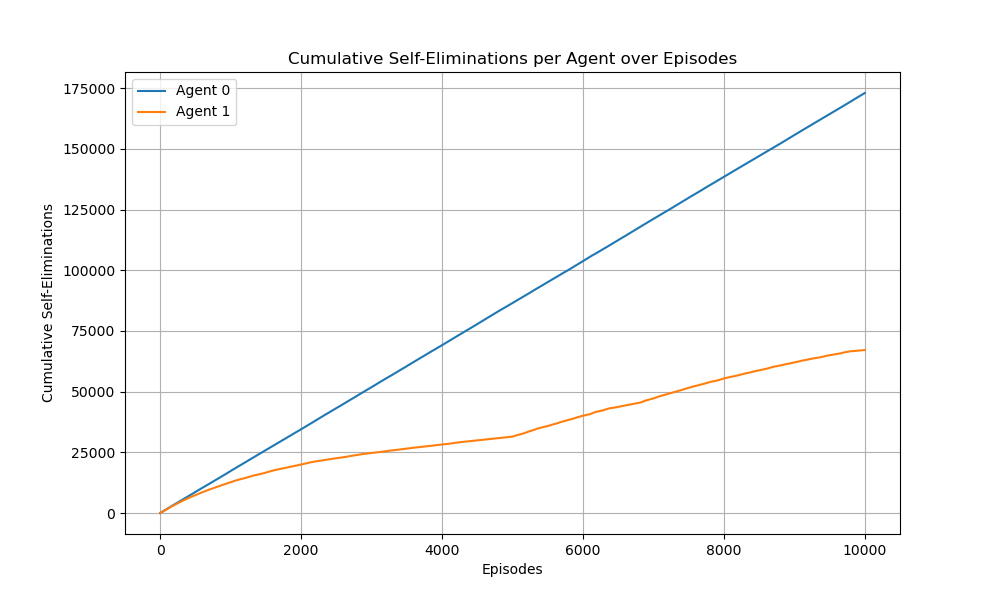 Cumulative Self-Eliminations per Agent over Episodes
Agent 0
Agent 1
175000
150000
125000
100000
75000
50000
25000
0
Cumulative Self-Eliminations
0 2000 4000 6000 8000 10000
Episodes